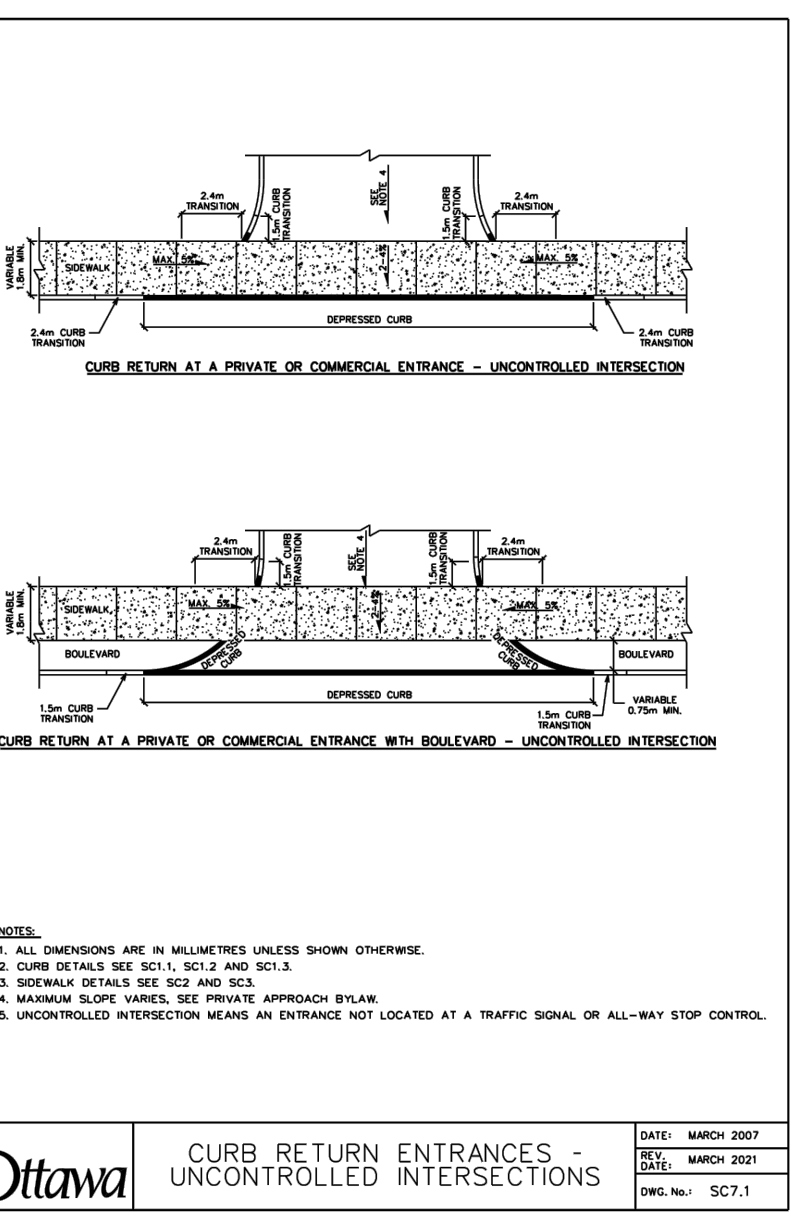 2.4m
TRANSITION
1.5m CURB
TRANSITION
SEE
NOTE 4
1.5m CURB
TRANSITION
2.4m
TRANSITION
VARIABLE
1.8m MIN.
SIDEWALK
MAX. 5%
2-4%
MAX. 5%
DEPRESSED CURB
2.4m CURB
TRANSITION
2.4m CURB
TRANSITION
CURB RETURN AT A PRIVATE OR COMMERCIAL ENTRANCE - UNCONTROLLED INTERSECTION
2.4m
TRANSITION
1.5m CURB
TRANSITION
SEE
NOTE 4
1.5m CURB
TRANSITION
2.4m
TRANSITION
VARIABLE
1.8m MIN.
SIDEWALK
MAX. 5%
2-4%
MAX. 5%
BOULEVARD
DEPRESSED
CURB
DEPRESSED
CURB
BOULEVARD
DEPRESSED CURB
1.5m CURB
TRANSITION
1.5m CURB
TRANSITION
VARIABLE
0.75m MIN.
CURB RETURN AT A PRIVATE OR COMMERCIAL ENTRANCE WITH BOULEVARD - UNCONTROLLED INTERSECTION
NOTES:
1. ALL DIMENSIONS ARE IN MILLIMETRES UNLESS SHOWN OTHERWISE.
2. CURB DETAILS SEE SC1.1, SC1.2 AND SC1.3.
3. SIDEWALK DETAILS SEE SC2 AND SC3.
4. MAXIMUM SLOPE VARIES, SEE PRIVATE APPROACH BYLAW.
5. UNCONTROLLED INTERSECTION MEANS AN ENTRANCE NOT LOCATED AT A TRAFFIC SIGNAL OR ALL-WAY STOP CONTROL.
Ottawa
CURB RETURN ENTRANCES -
UNCONTROLLED INTERSECTIONS
DATE: MARCH 2007
REV.
DATE: MARCH 2021
DWG. No.: SC7.1